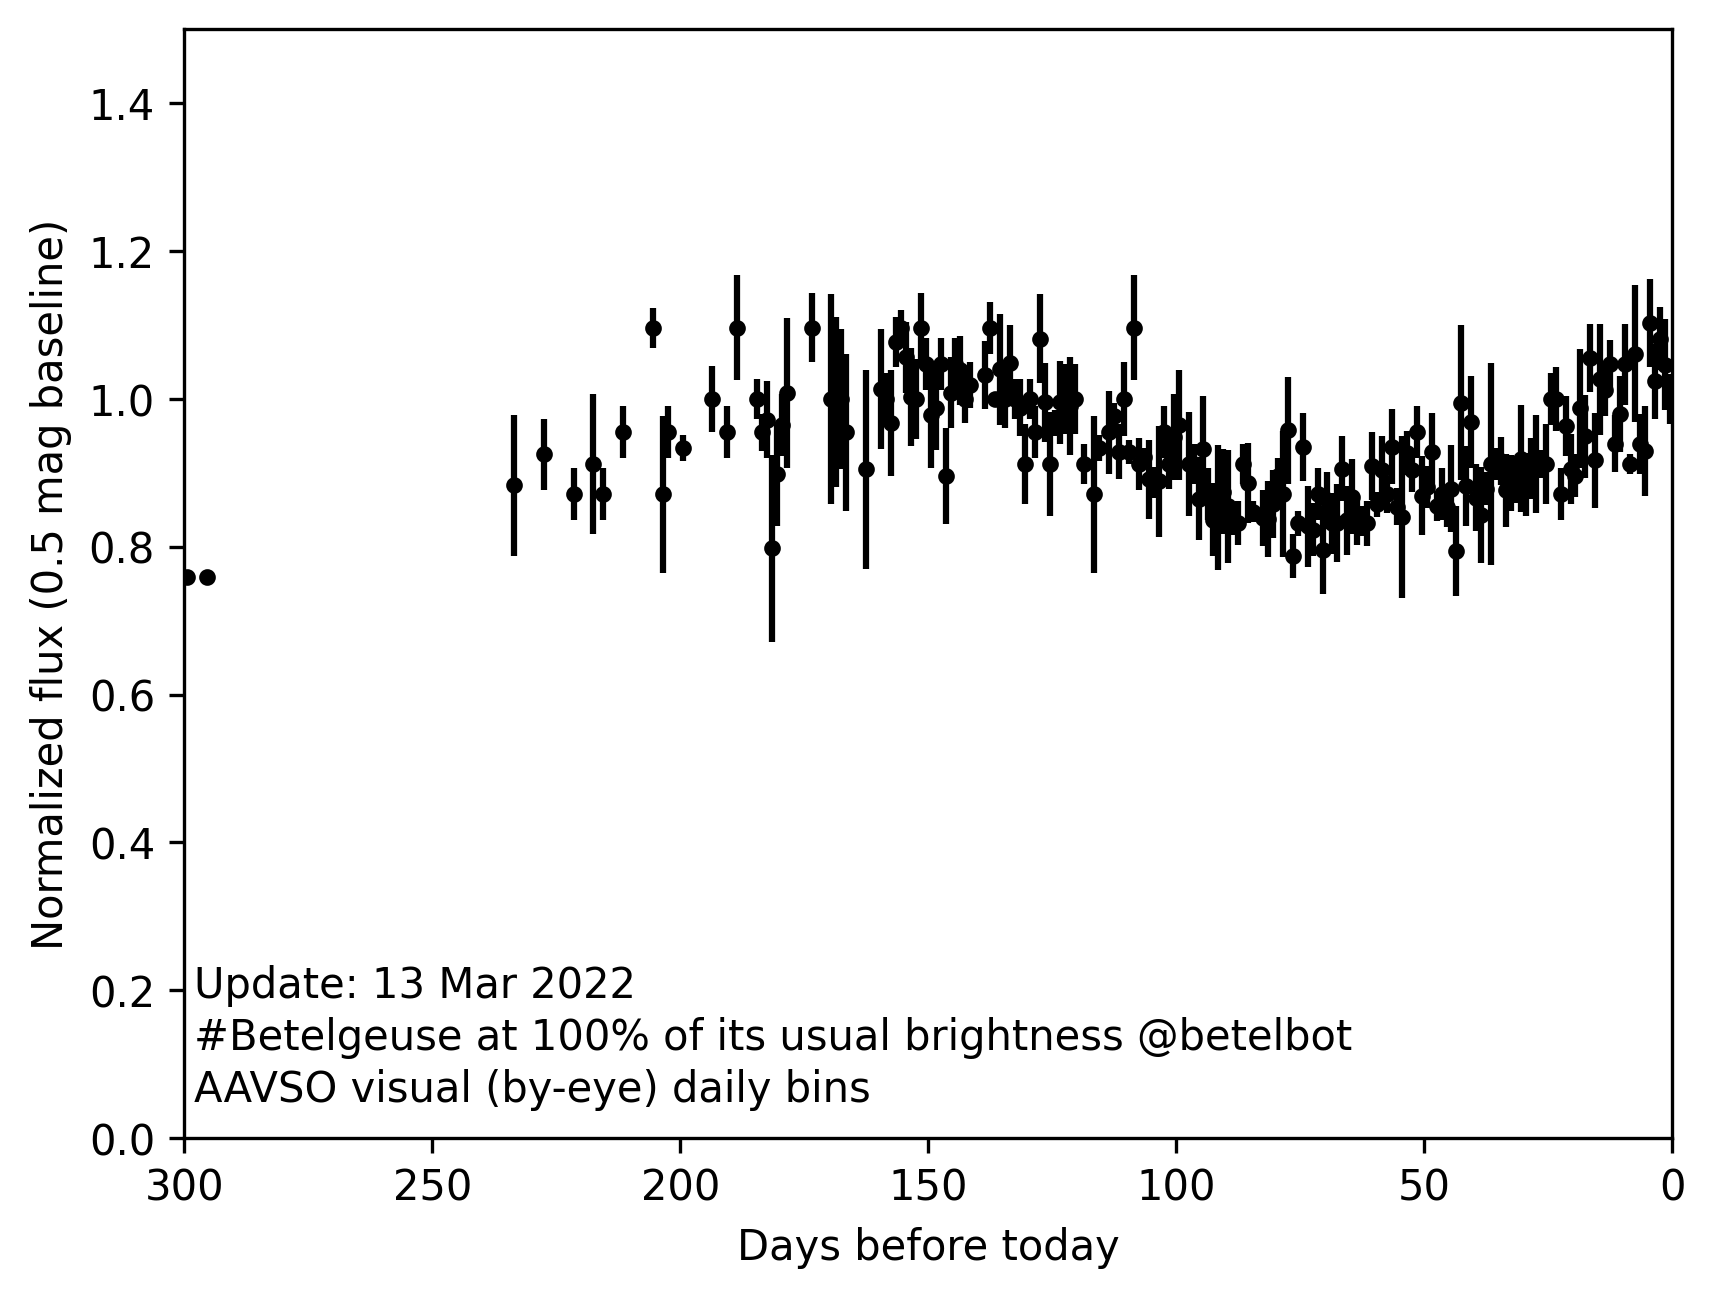 1.4
1.2
1.0
0.8
0.6
0.4
0.2
0.0
Normalized flux (0.5 mag baseline)
Update: 13 Mar 2022
#Betelgeuse at 100% of its usual brightness @betelbot
AAVSO visual (by-eye) daily bins
300 250 200 150 100 50 0
Days before today